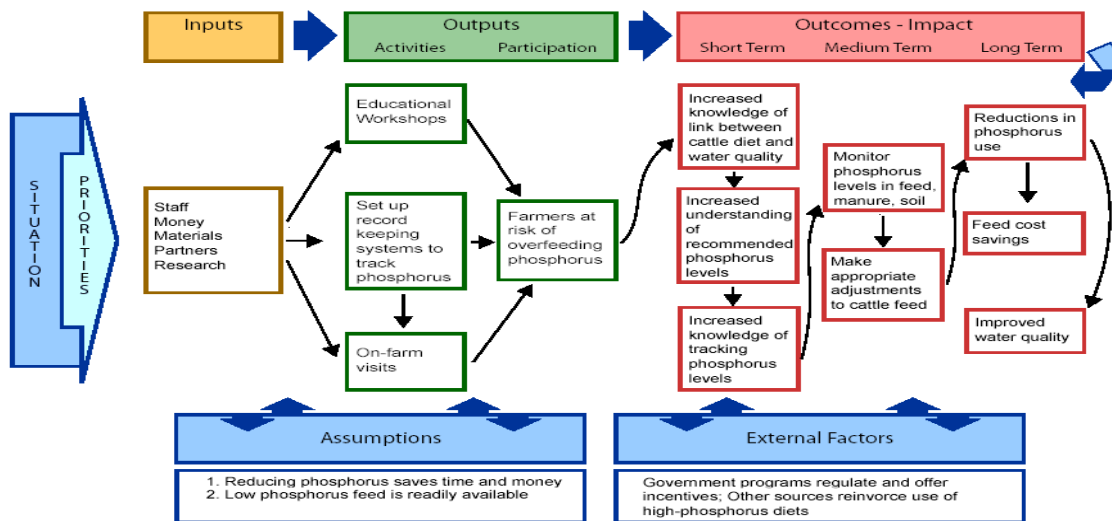 Inputs
Outputs
Activities
Participation
Outcomes - Impact
Short Term
Medium Term
Long Term
SITUATION
PRIORITIES
Staff
Money
Materials
Partners
Research
Educational
Workshops
Set up
record
keeping
systems to
track
phosphorus
On-farm
visits
Farmers at
risk of
overfeeding
phosphorus
Increased
knowledge of
link between
cattle diet and
water quality
Increased
understanding
of
recommended
phosphorus
levels
Increased
knowledge of
tracking
phosphorus
levels
Monitor
phosphorus
levels in feed,
manure, soil
Make
appropriate
adjustments
to cattle feed
Reductions in
phosphorus
use
Feed cost
savings
Improved
water quality
Assumptions
1. Reducing phosphorus saves time and money
2. Low phosphorus feed is readily available
External Factors
Government programs regulate and offer
incentives; Other sources reinvorce use of
high-phosphorus diets